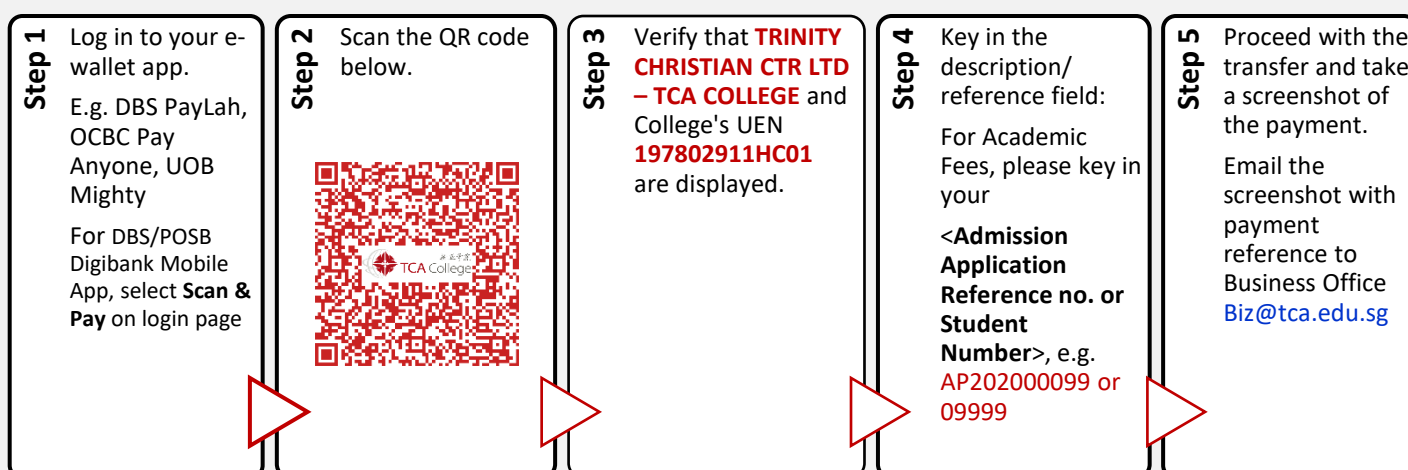 Step 1
Log in to your e-
wallet app.
E.g. DBS PayLah,
OCBC Pay
Anyone, UOB
Mighty
For DBS/POSB
Digibank Mobile
App, select Scan &
Pay on login page
Step 2
Scan the QR code
below.
TCA College
Step 3
Verify that TRINITY
CHRISTIAN CTR LTD
– TCA COLLEGE and
College's UEN
197802911HC01
are displayed.
Step 4
Key in the
description/
reference field:
For Academic
Fees, please key in
your
<Admission
Application
Reference no. or
Student
Number>, e.g.
AP202000099 or
09999
Step 5
Proceed with the
transfer and take
a screenshot of
the payment.
Email the
screenshot with
payment
reference to
Business Office
Biz@tca.edu.sg